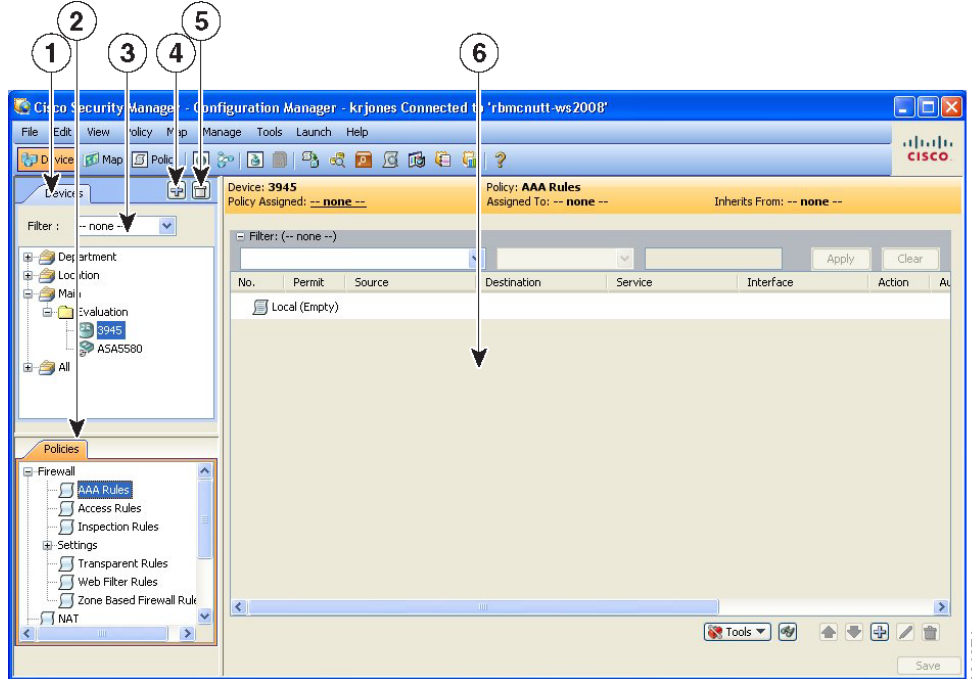 2
5
1
3
4
6
Cisco Security Manager - Configuration Manager - krjones Connected to 'rbmcnutt-ws2008'
File Edit View Policy Map Manage Tools Launch Help
Device Map Polic
CISCO
Devices
Device: 3945
Policy: AAA Rules
Policy Assigned: -- none --
Assigned To: -- none --
Inherits From: -- none --
Filter : -- none --
Filter: (-- none --)
Apply
Clear
No. Permit Source Destination Service Interface Action Au
Local (Empty)
Department
Location
Main
Evaluation
3945
ASA5580
All
Policies
Firewall
AAA Rules
Access Rules
Inspection Rules
Settings
Transparent Rules
Web Filter Rules
Zone Based Firewall Rule
NAT
Tools
Save